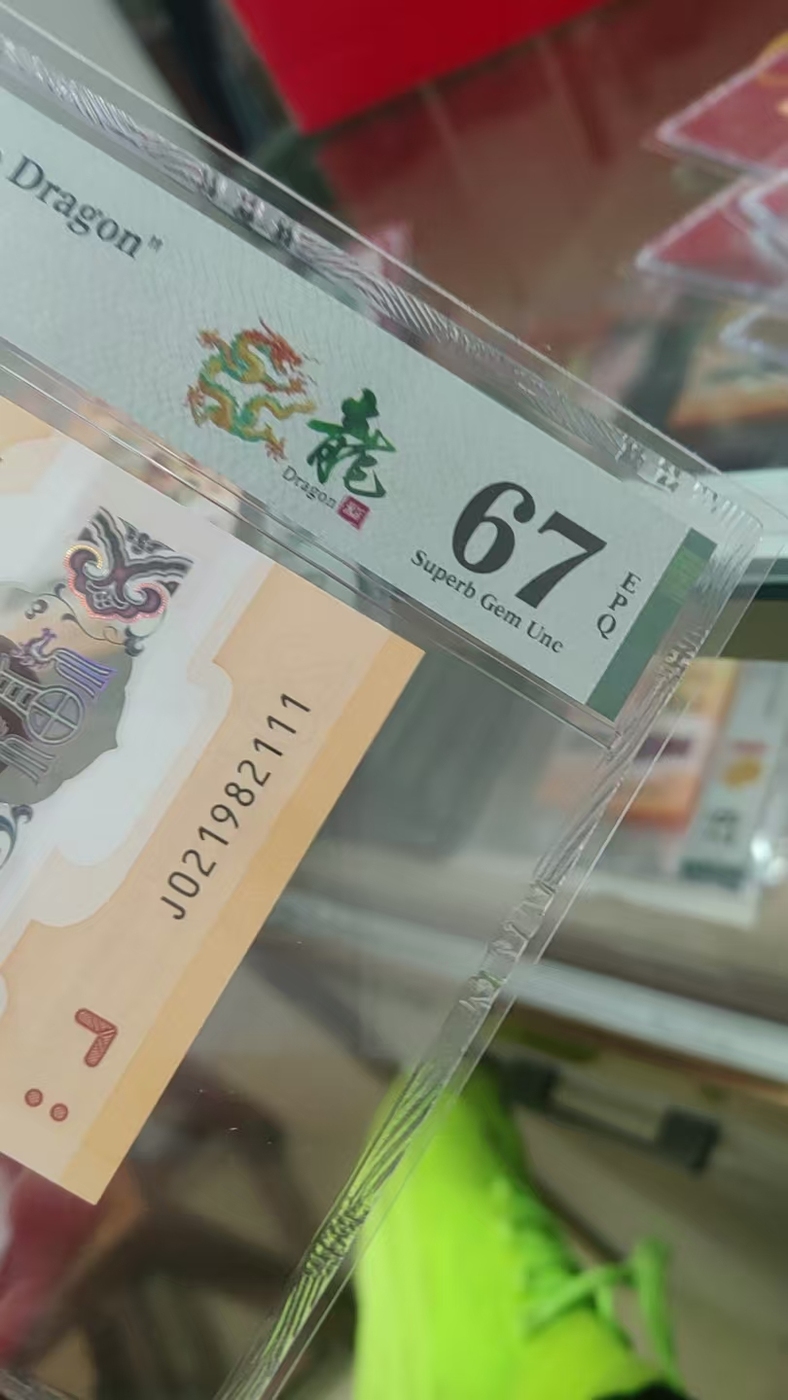 Dragon"
龍
Dragon
67
Superb Gem Unc
EPQ
J021982111